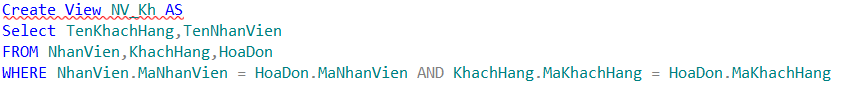 Create View NV_Kh AS
Select TenKhachHang,TenNhanVien
FROM NhanVien,KhachHang,HoaDon
WHERE NhanVien.MaNhanVien = HoaDon.MaNhanVien AND KhachHang.MaKhachHang = HoaDon.MaKhachHang